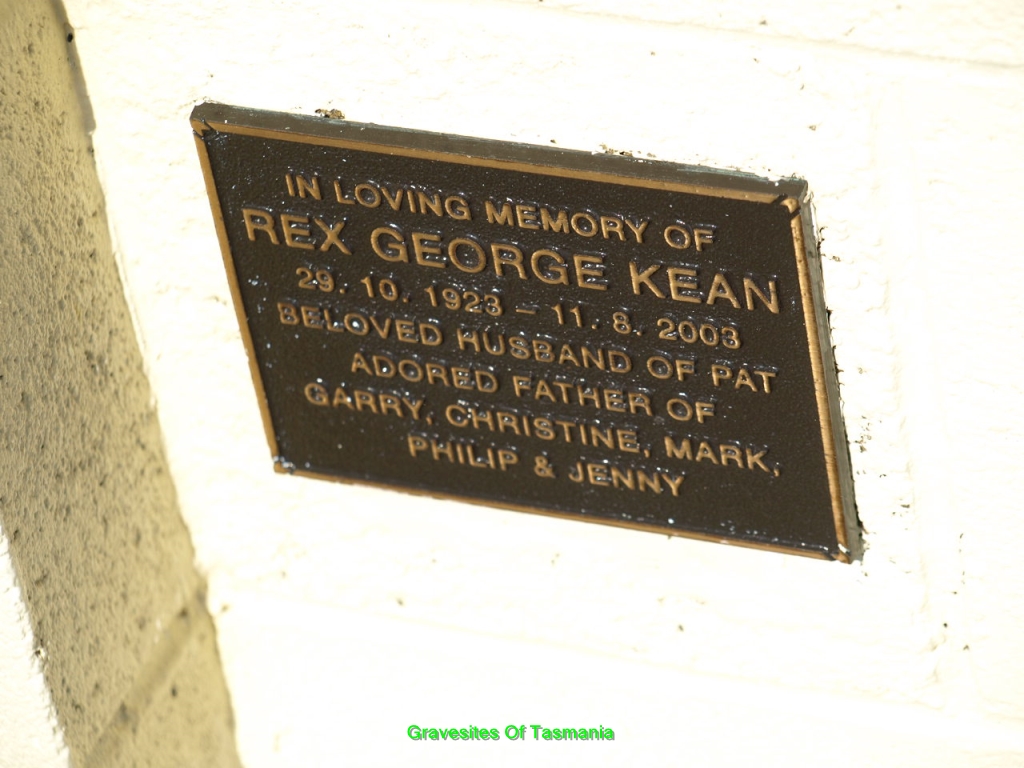 IN LOVING MEMORY OF
REX GEORGE KEAN
29. 10. 1923 – 11. 8. 2003
BELOVED HUSBAND OF PAT
ADORED FATHER OF
GARRY, CHRISTINE, MARK,
PHILIP & JENNY
Gravesites Of Tasmania